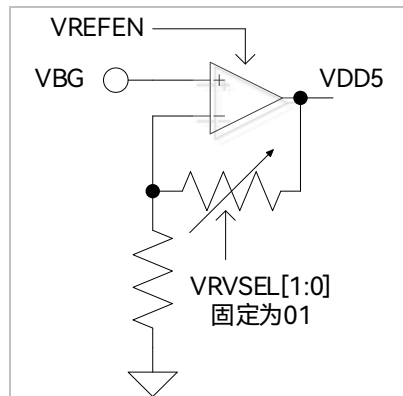 VREFEN
VBG
+
VDD5
−
VRVSEL[1:0]
固定为01